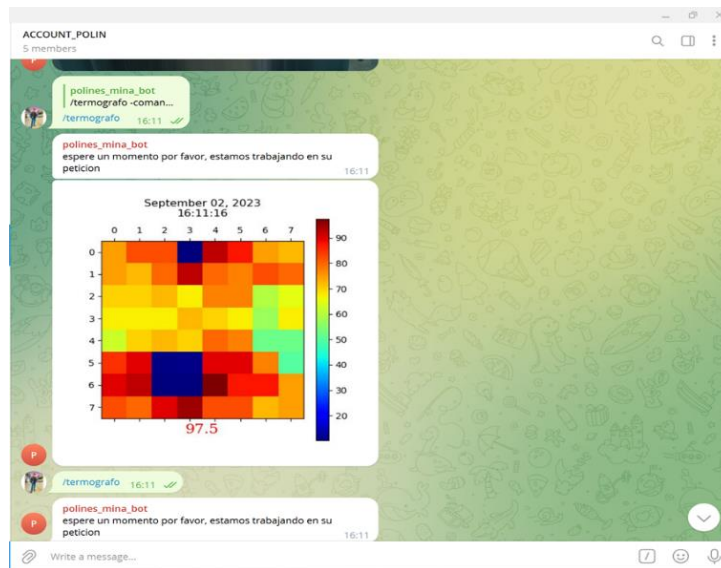 ACCOUNT_POLIN
5 members
P
polines_mina_bot
/termografo -coman...
/termografo 16:11
polines_mina_bot
espere un momento por favor, estamos trabajando en su
peticion 16:11
September 02, 2023
16:11:16
0 1 2 3 4 5 6 7
0
1
2
3
4
5
6
7
90
80
70
60
50
40
30
20
97.5
P
/termografo 16:11
polines_mina_bot
espere un momento por favor, estamos trabajando en su
peticion 16:11
P
Write a message...